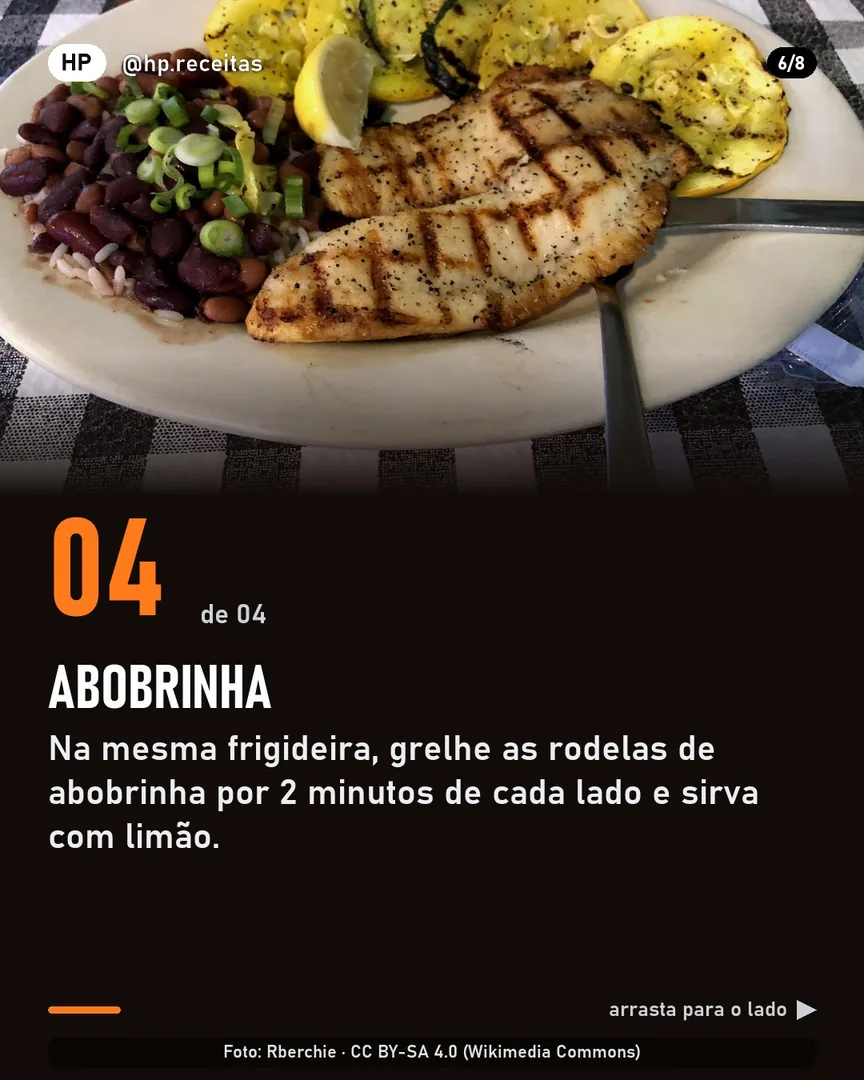 HP @hp.receitas 6/8
04 de 04
ABOBRINHA
Na mesma frigideira, grelhe as rodelas de
abobrinha por 2 minutos de cada lado e sirva
com limão.
arrasta para o lado ▶
Foto: Rberchie · CC BY-SA 4.0 (Wikimedia Commons)